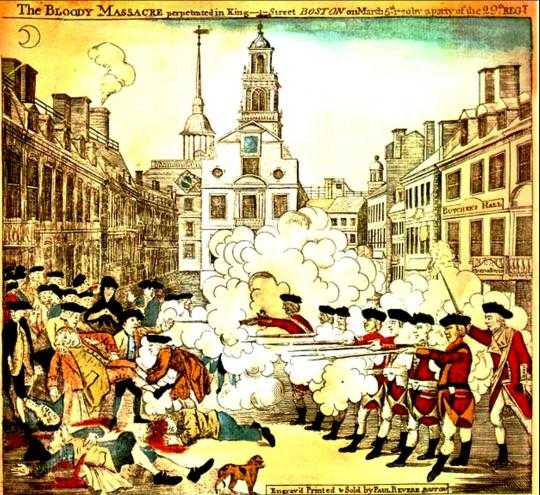 The BLOODY MASSACRE perpetrated in King Street BOSTON on March 5th 1770 by a party of the 29th REGT
BUTCHER'S HALL
Engrav'd Printed & Sold by PAUL REVERE BOSTON